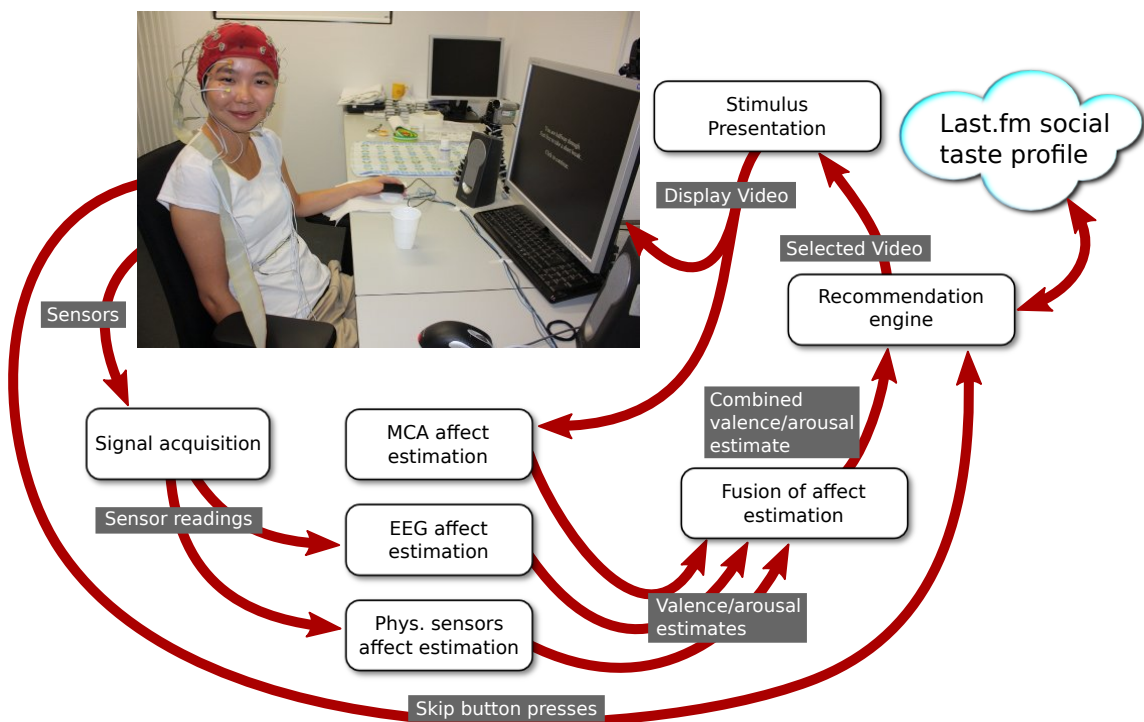 Stimulus
Presentation
Last.fm social
taste profile
Display Video
Selected Video
Sensors
Recommendation
engine
Combined
valence/arousal
estimate
Signal acquisition
MCA affect
estimation
Fusion of affect
estimation
Sensor readings
EEG affect
estimation
Phys. sensors
affect estimation
Valence/arousal
estimates
Skip button presses